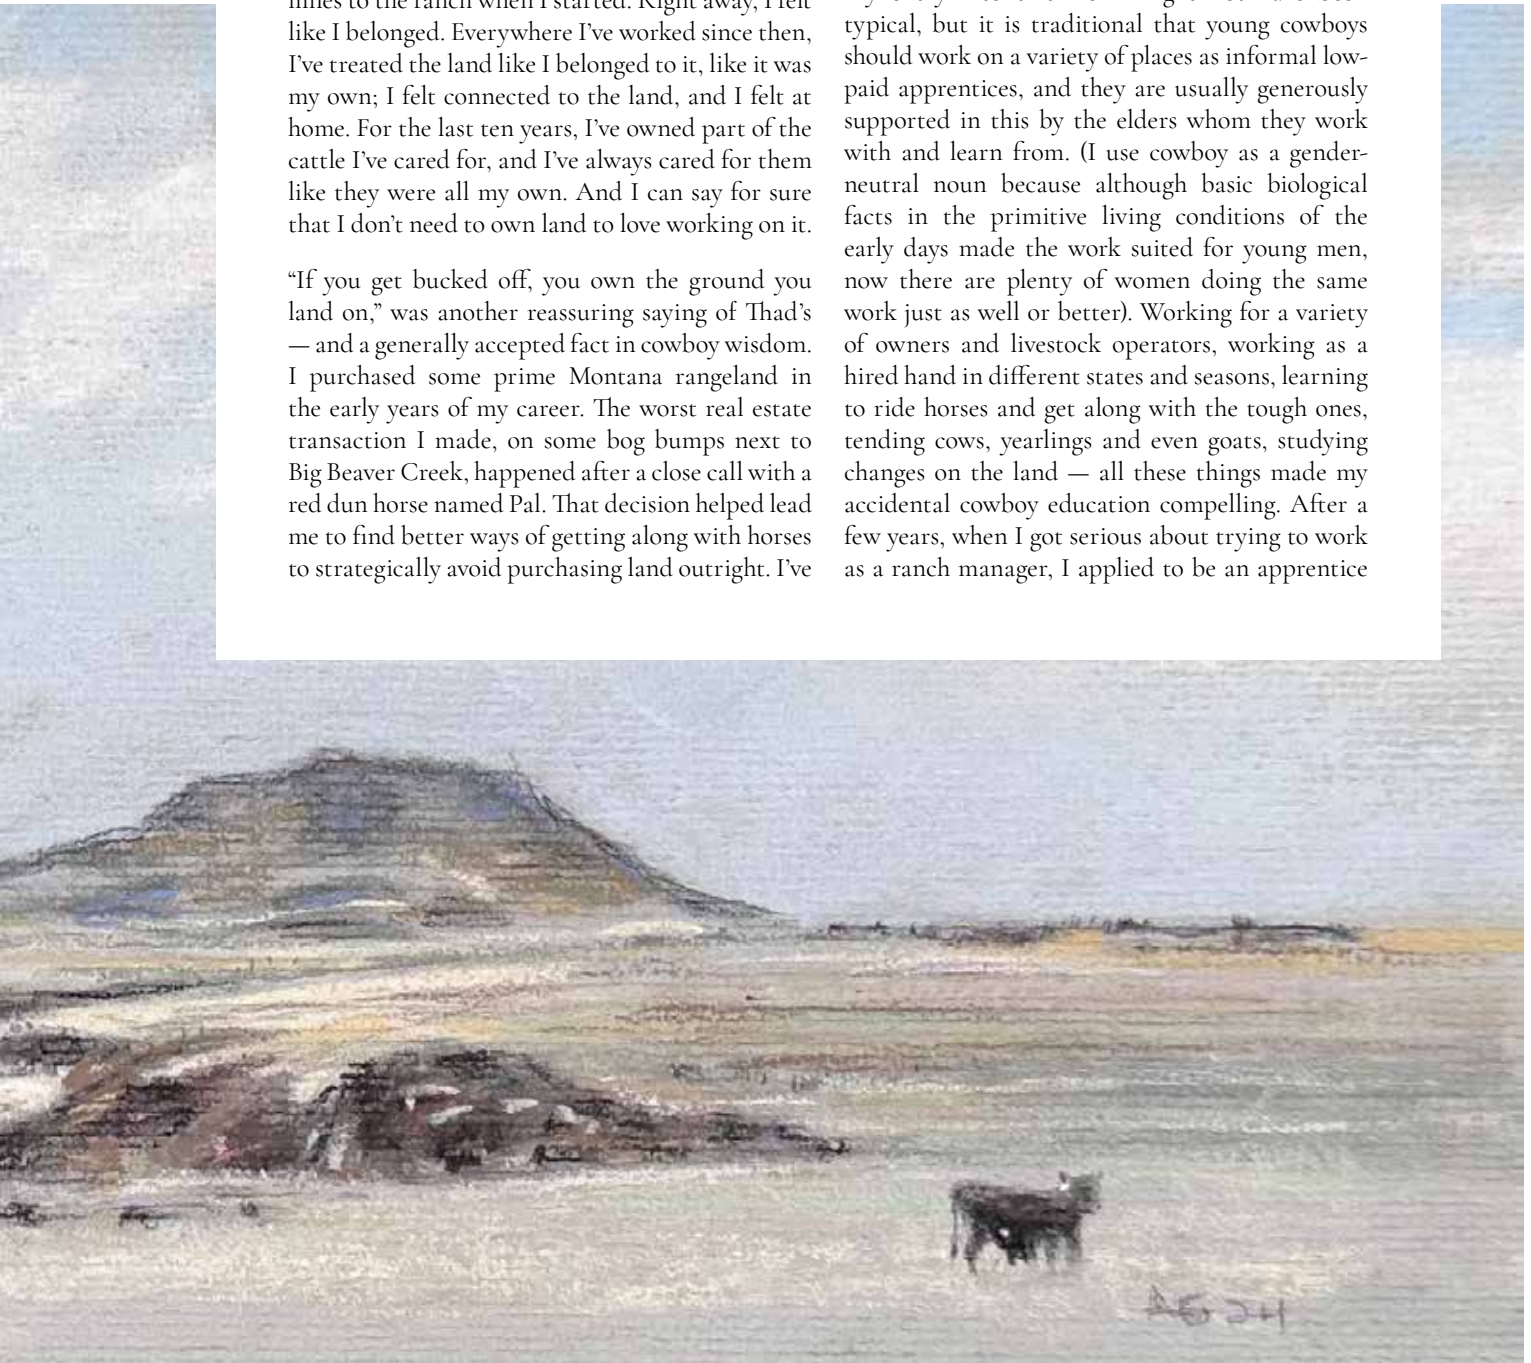 to the ranch when I started. Right away, I felt
like I belonged. Everywhere I’ve worked since then,
I’ve treated the land like I belonged to it, like it was
my own; I felt connected to the land, and I felt at
home. For the last ten years, I’ve owned part of the
cattle I’ve cared for, and I’ve always cared for them
like they were all my own. And I can say for sure
that I don’t need to own land to love working on it.
“If you get bucked off, you own the ground you
land on,” was another reassuring saying of Thad’s
— and a generally accepted fact in cowboy wisdom.
I purchased some prime Montana rangeland in
the early years of my career. The worst real estate
transaction I made, on some bog bumps next to
Big Beaver Creek, happened after a close call with a
red dun horse named Pal. That decision helped lead
me to find better ways of getting along with horses
to strategically avoid purchasing land outright. I’ve
typical, but it is traditional that young cowboys
should work on a variety of places as informal low-
paid apprentices, and they are usually generously
supported in this by the elders whom they work
with and learn from. (I use cowboy as a gender-
neutral noun because although basic biological
facts in the primitive living conditions of the
early days made the work suited for young men,
now there are plenty of women doing the same
work just as well or better). Working for a variety
of owners and livestock operators, working as a
hired hand in different states and seasons, learning
to ride horses and get along with the tough ones,
tending cows, yearlings and even goats, studying
changes on the land — all these things made my
accidental cowboy education compelling. After a
few years, when I got serious about trying to work
as a ranch manager, I applied to be an apprentice